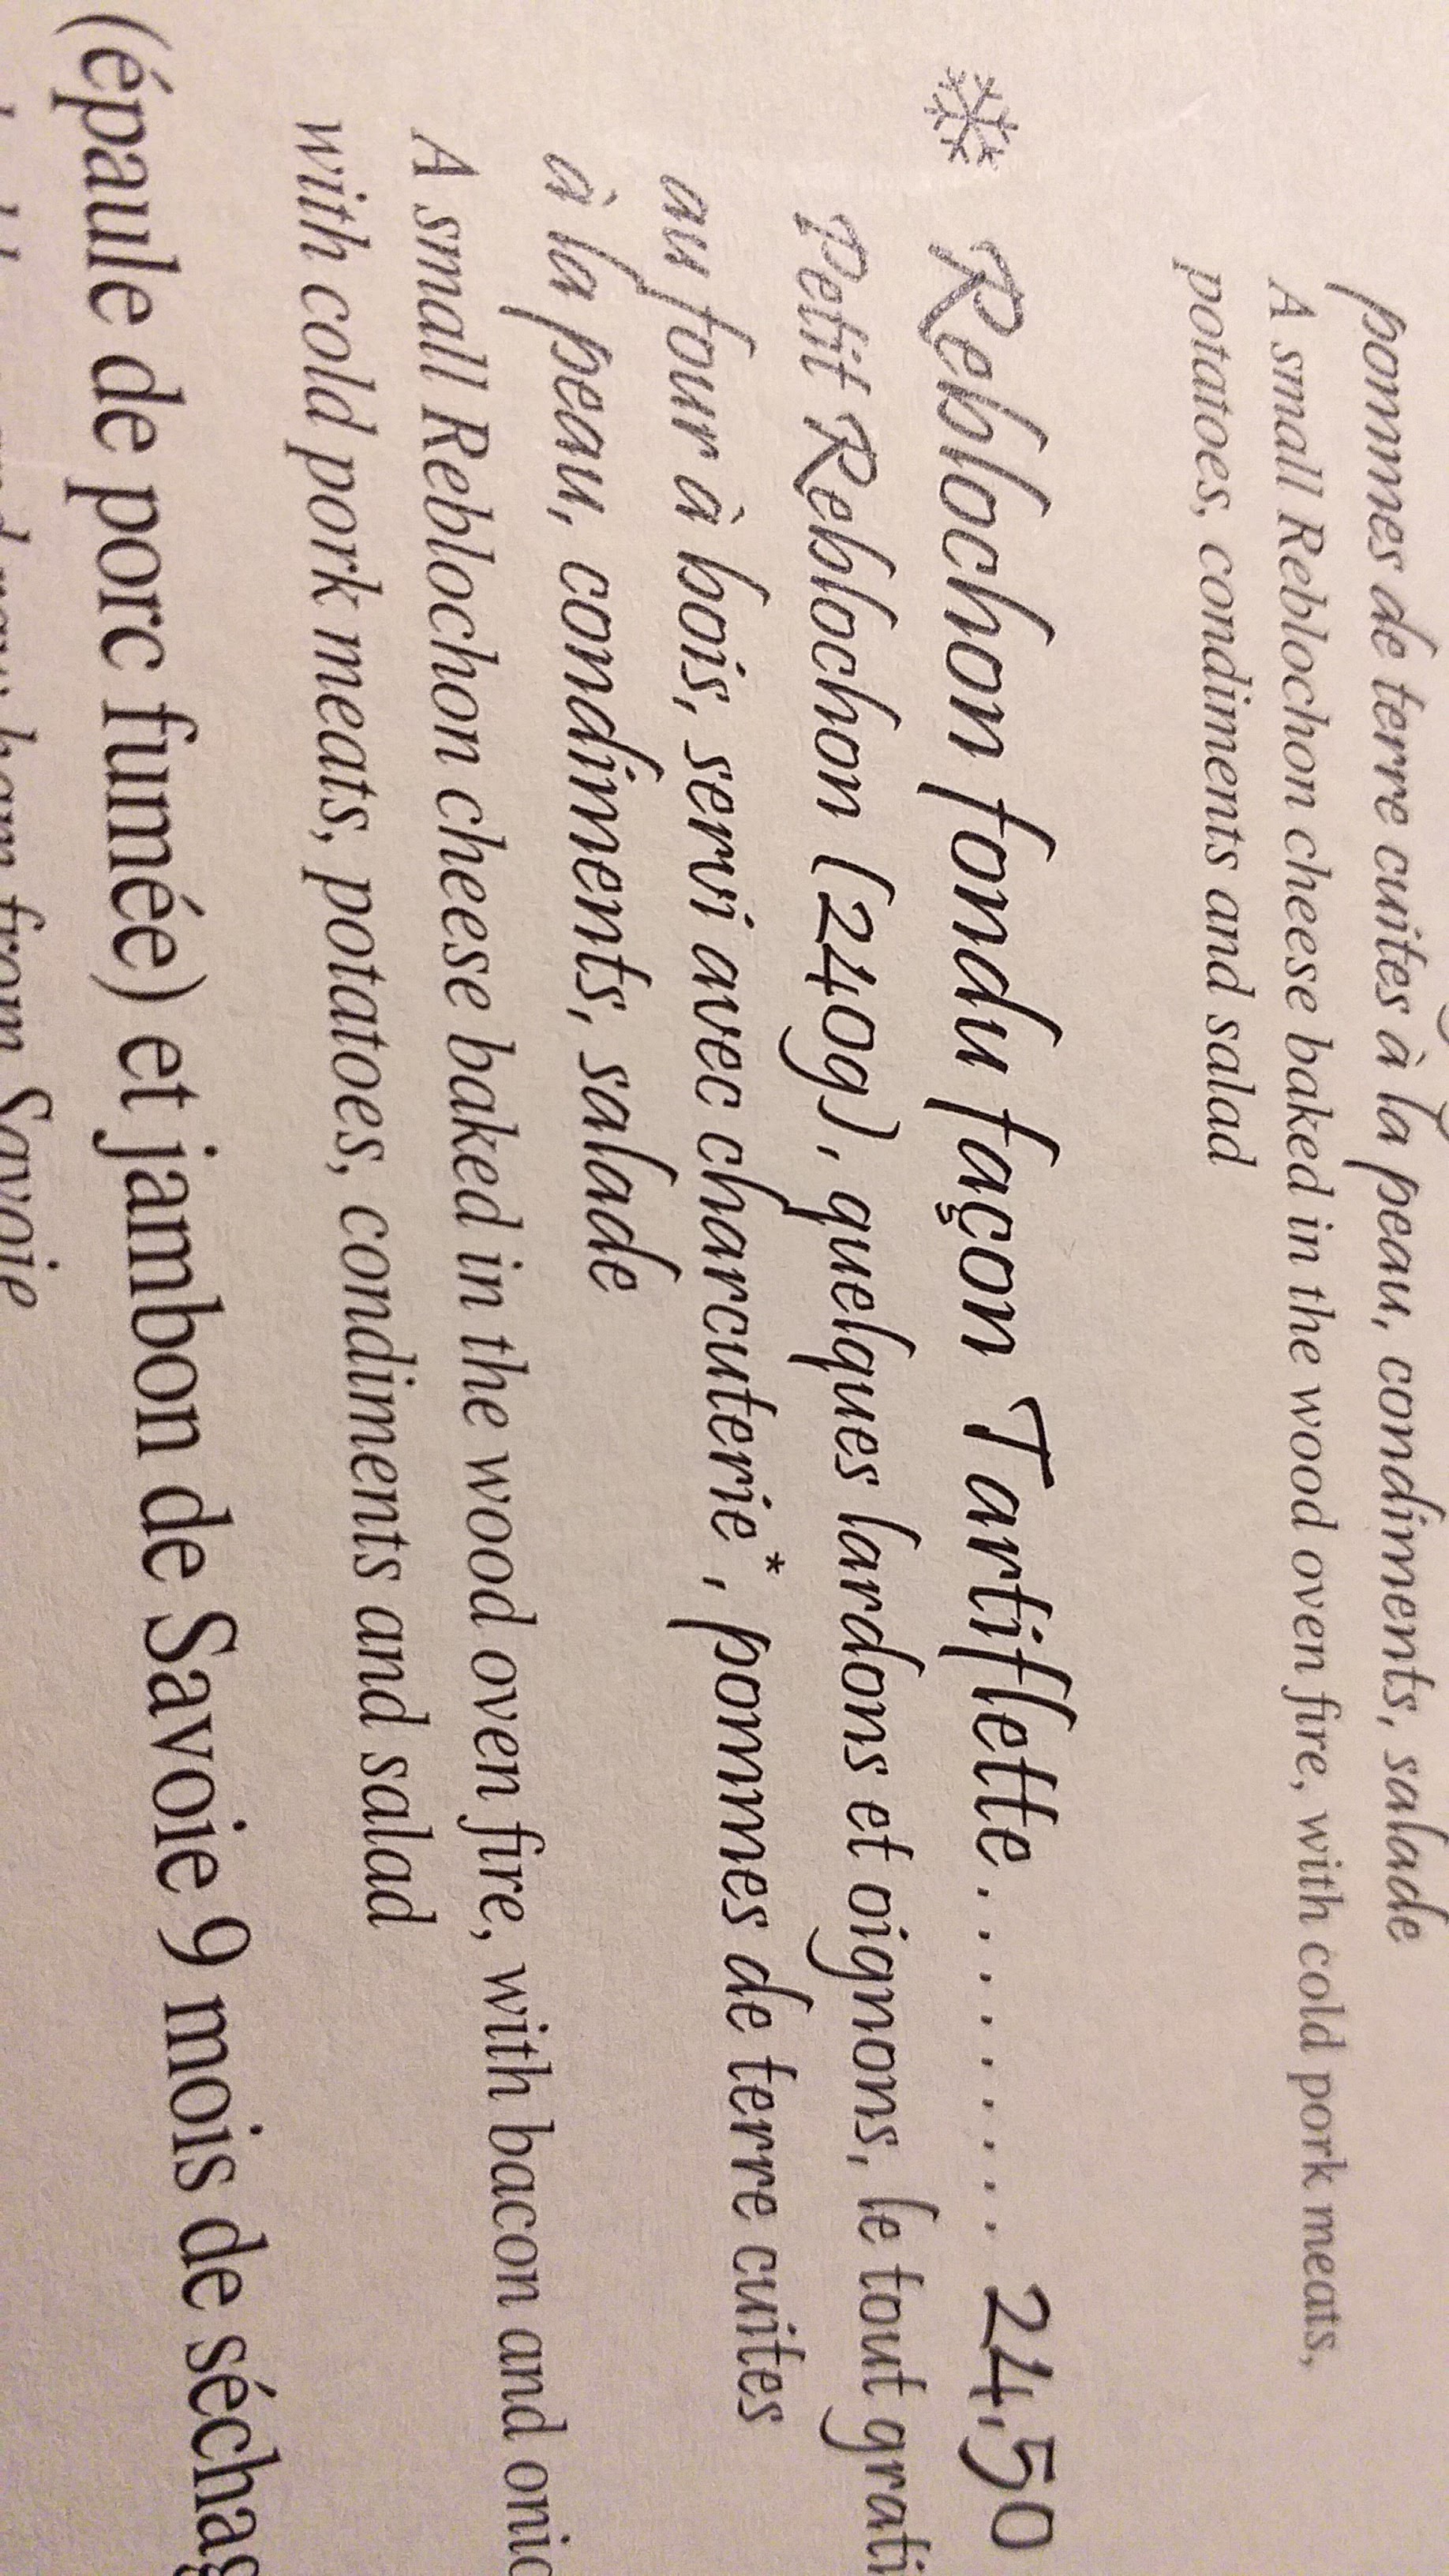 pommes de terre cuites à la peau, condiments, salade
A small Reblochon cheese baked in the wood oven fire, with cold pork meats,
potatoes, condiments and salad
Reblochon fondu façon Tartiflette . . . . . . . . . 24,50
Petit Reblochon (240g), quelques lardons et oignons, le tout grati
au four à bois, servi avec charcuterie*, pommes de terre cuites
à la peau, condiments, salade
A small Reblochon cheese baked in the wood oven fire, with bacon and onio
with cold pork meats, potatoes, condiments and salad
(épaule de porc fumée) et jambon de Savoie 9 mois de séchag
ham from Savoie